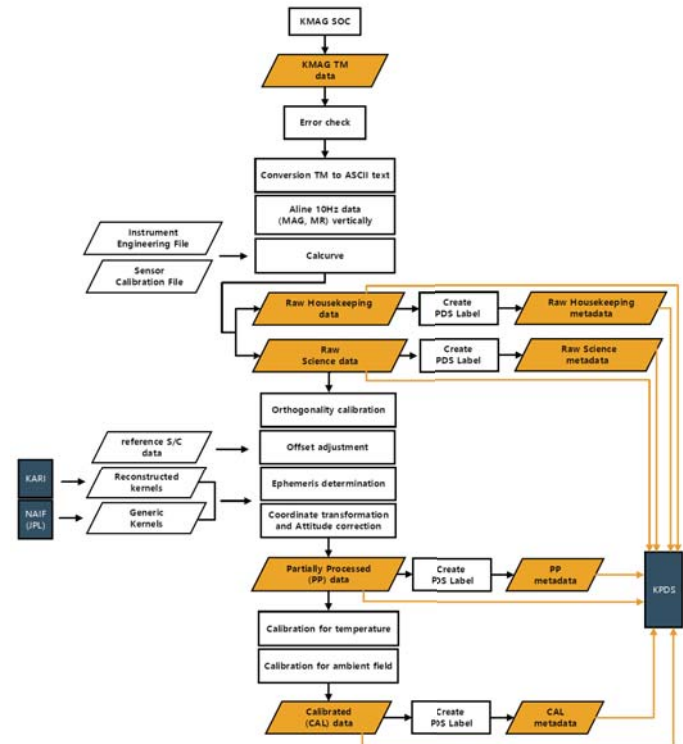 KMAG SOC
KMAG TM
data
Error check
Conversion TM to ASCII text
Aline 10Hz data
(MAG, MR) vertically
Instrument
Engineering File
Sensor
Calibration File
Calcurve
Raw Housekeeping
data
Create
PDS Label
Raw Housekeeping
metadata
Raw
Science data
Create
PDS Label
Raw Science
metadata
Orthogonality calibration
reference S/C
data
Offset adjustment
KARI
Reconstructed
kernels
Ephemeris determination
NAIF
(JPL)
Generic
Kernels
Coordinate transformation
and Attitude correction
Partially Processed
(PP) data
Create
PDS Label
PP
metadata
KPDS
Calibration for temperature
Calibration for ambient field
Calibrated
(CAL) data
Create
PDS Label
CAL
metadata